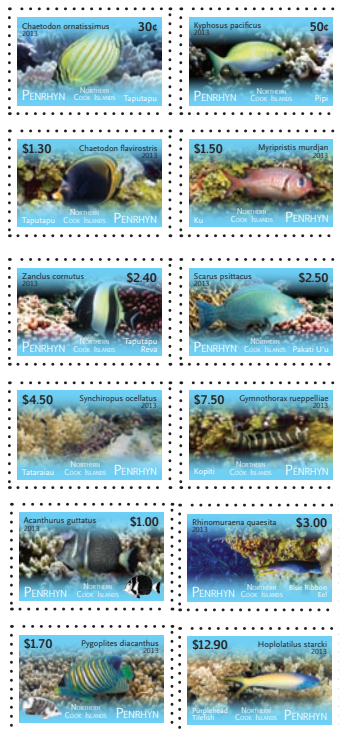 Chaetodon ornatissimus 30¢
2013
PENRHYN NORTHERN COOK ISLANDS Taputapu
Kyphosus pacificus 50¢
2013
PENRHYN NORTHERN COOK ISLANDS Pipi
$1.30 Chaetodon flavirostris
2013
Taputapu NORTHERN COOK ISLANDS PENRHYN
$1.50 Myripristis murdjan
2013
Ku NORTHERN COOK ISLANDS PENRHYN
Zanclus cornutus $2.40
2013
PENRHYN NORTHERN COOK ISLANDS Taputapu Reva
Scarus psittacus $2.50
2013
PENRHYN NORTHERN COOK ISLANDS Pakati U'u
$4.50 Synchiropus ocellatus
2013
Tataraiau NORTHERN COOK ISLANDS PENRHYN
$7.50 Gymnothorax rueppelliae
2013
Kopiti NORTHERN COOK ISLANDS PENRHYN
Acanthurus guttatus $1.00
2013
PENRHYN NORTHERN COOK ISLANDS
Rhinomuraena quaesita $3.00
2013
PENRHYN NORTHERN COOK ISLANDS Blue Ribbon Eel
$1.70 Pygoplites diacanthus
2013
NORTHERN COOK ISLANDS PENRHYN
$12.90 Hoplolatilus starcki
2013
Purplehead Tilefish NORTHERN COOK ISLANDS PENRHYN